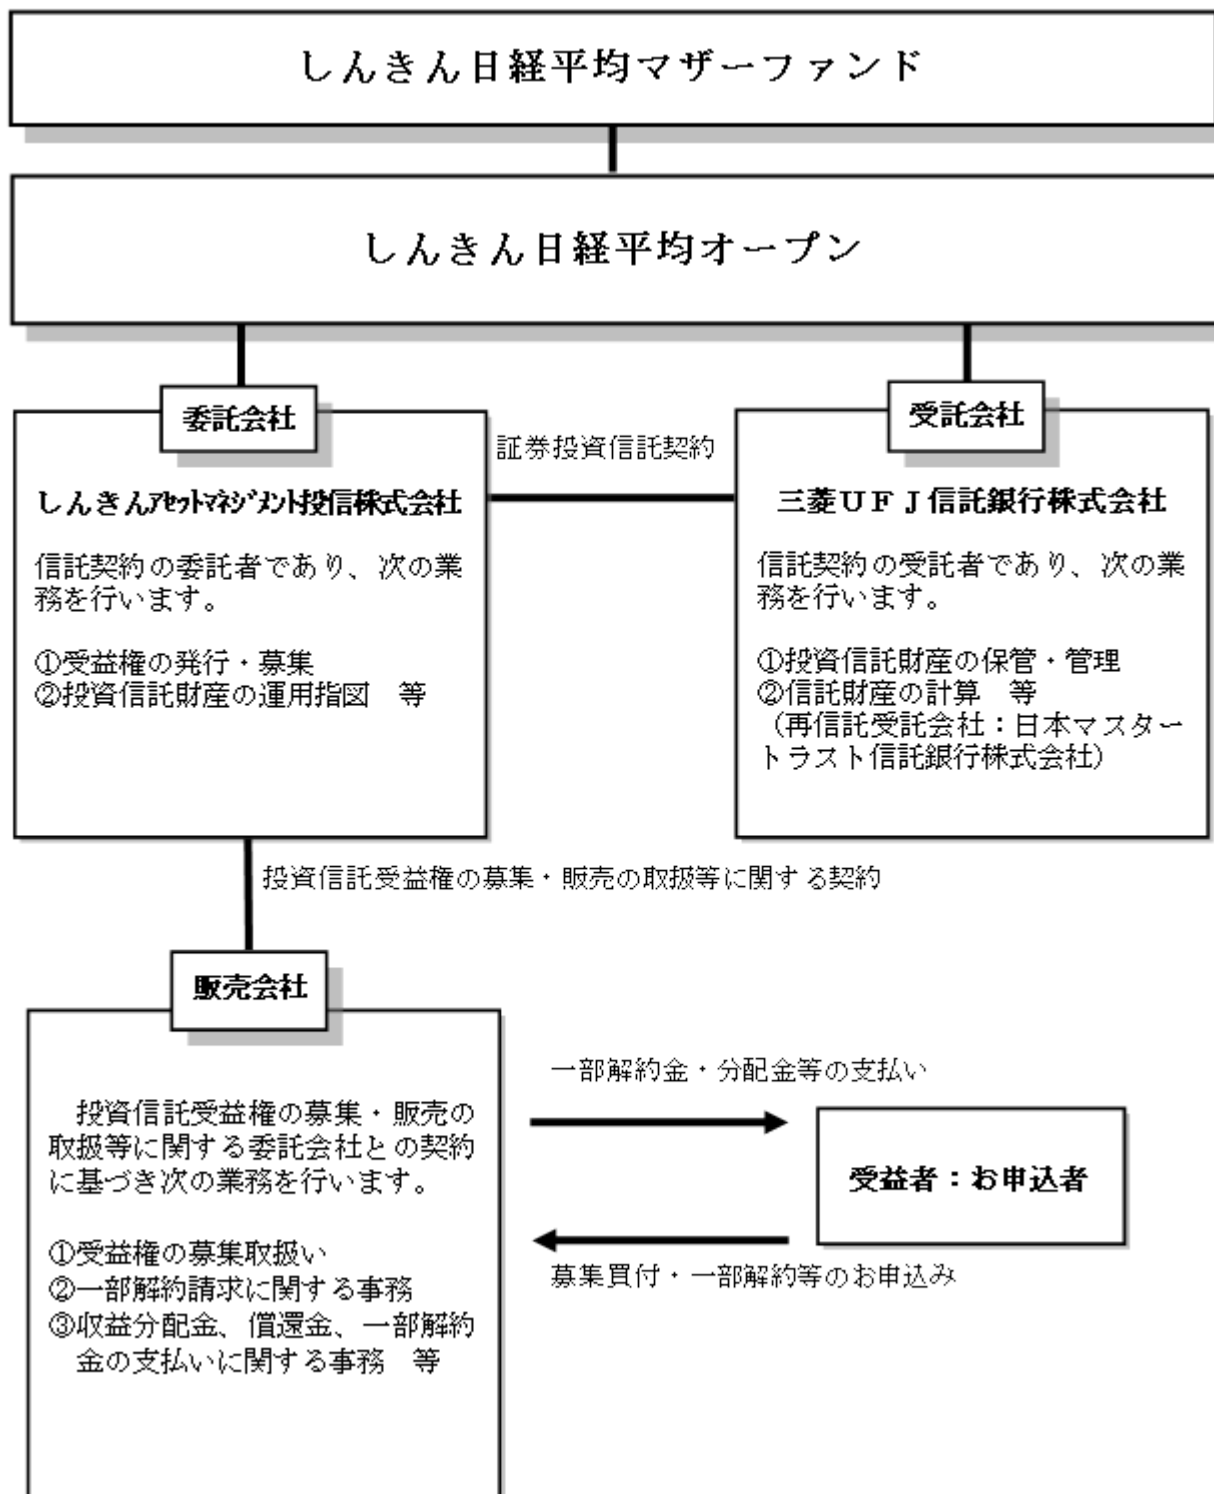 しんきん日経平均マザーファンド
しんきん日経平均オープン
委託会社
しんきんｱｾｯﾄﾏﾈｼﾞﾒﾝﾄ投信株式会社
信託契約の委託者であり、次の業
務を行います。
①受益権の発行・募集
②投資信託財産の運用指図　等
証券投資信託契約
受託会社
三菱ＵＦＪ信託銀行株式会社
信託契約の受託者であり、次の業
務を行います。
①投資信託財産の保管・管理
②信託財産の計算　等
（再信託受託会社：日本マスター
トラスト信託銀行株式会社）
投資信託受益権の募集・販売の取扱等に関する契約
販売会社
投資信託受益権の募集・販売の
取扱等に関する委託会社との契約
に基づき次の業務を行います。
①受益権の募集取扱い
②一部解約請求に関する事務
③収益分配金、償還金、一部解約
金の支払いに関する事務　等
一部解約金・分配金等の支払い
受益者：お申込者
募集買付・一部解約等のお申込み